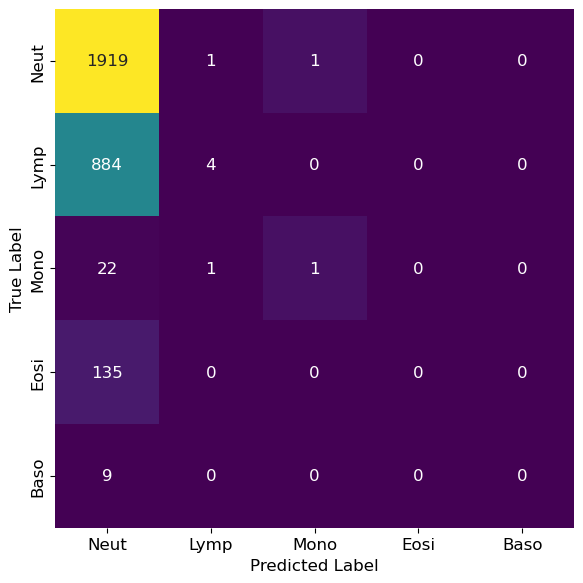 True Label
Neut 1919 1 1 0 0
Lymp 884 4 0 0 0
Mono 22 1 1 0 0
Eosi 135 0 0 0 0
Baso 9 0 0 0 0
Neut Lymp Mono Eosi Baso
Predicted Label